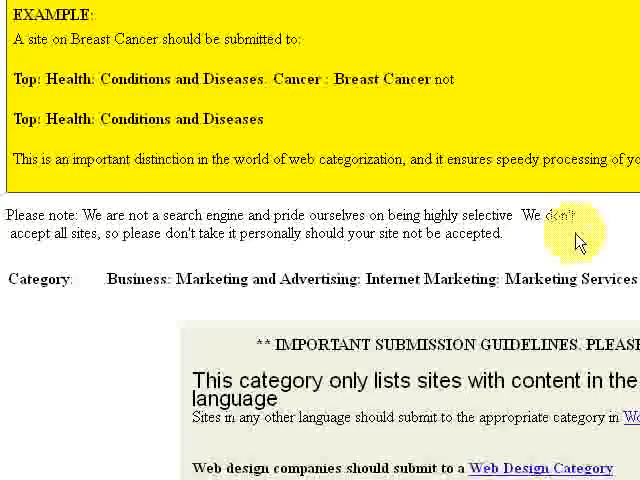 EXAMPLE:
A site on Breast Cancer should be submitted to:
Top: Health: Conditions and Diseases. Cancer : Breast Cancer not
Top: Health: Conditions and Diseases
This is an important distinction in the world of web categorization, and it ensures speedy processing of yo
Please note: We are not a search engine and pride ourselves on being highly selective  We don't
accept all sites, so please don't take it personally should your site not be accepted.
Category: Business: Marketing and Advertising: Internet Marketing: Marketing Services
** IMPORTANT SUBMISSION GUIDELINES. PLEAS
This category only lists sites with content in the
language
Sites in any other language should submit to the appropriate category in Wo
Web design companies should submit to a Web Design Category